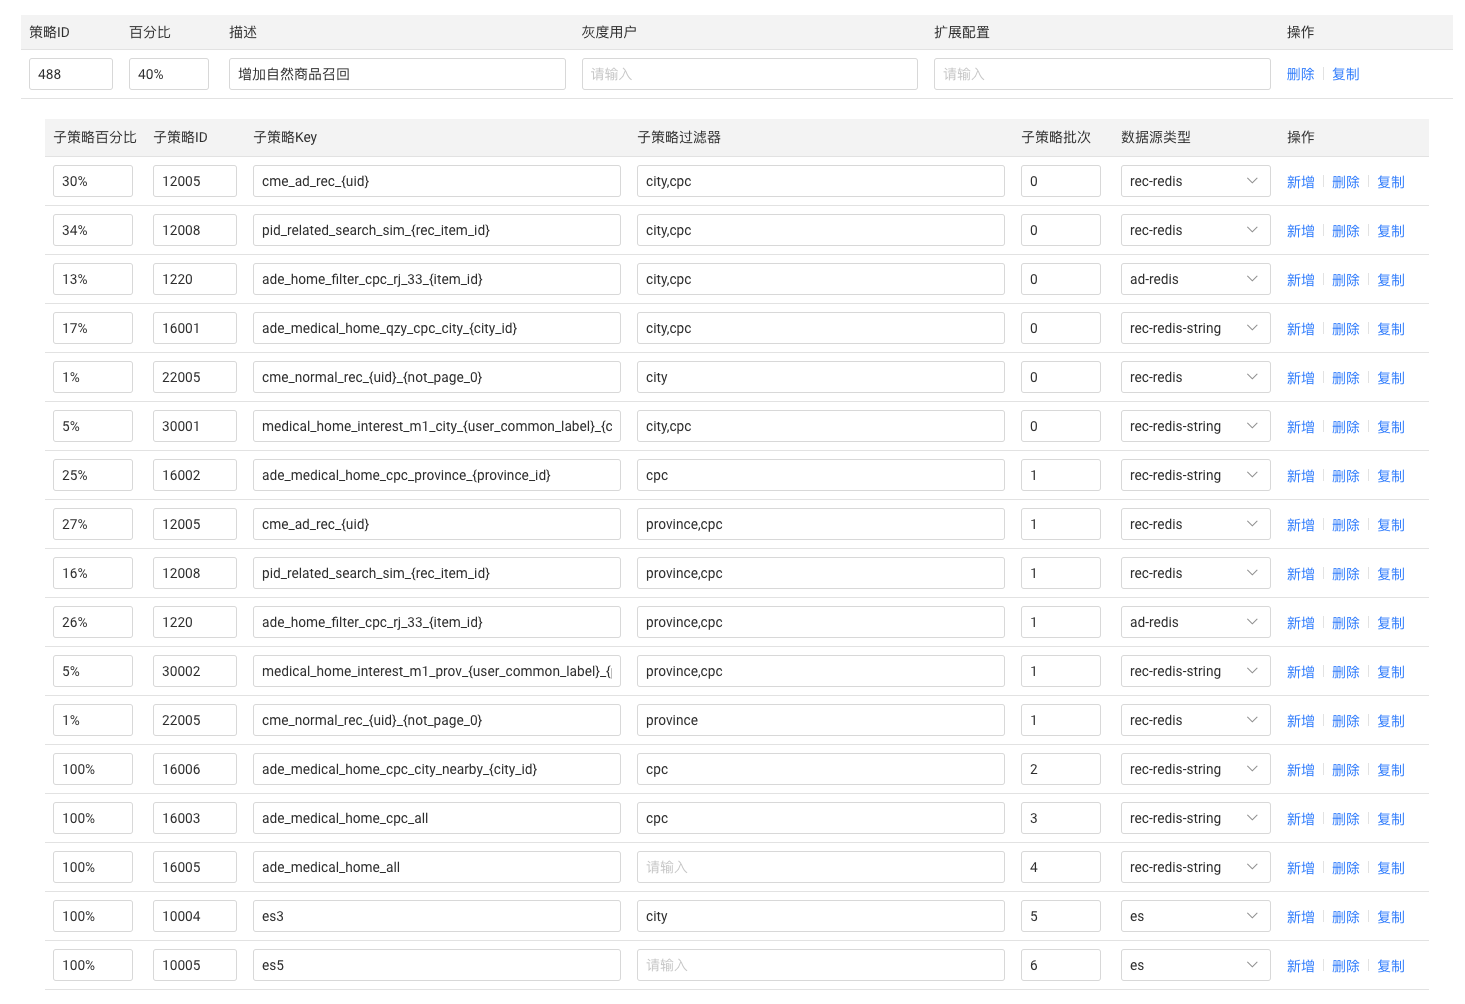 策略ID 百分比 描述 灰度用户 扩展配置 操作
488 40% 增加自然商品召回 请输入 请输入 删除 复制
子策略百分比 子策略ID 子策略Key 子策略过滤器 子策略批次 数据源类型 操作
30% 12005 cme_ad_rec_{uid} city,cpc 0 rec-redis 新增 删除 复制
34% 12008 pid_related_search_sim_{rec_item_id} city,cpc 0 rec-redis 新增 删除 复制
13% 1220 ade_home_filter_cpc_rj_33_{item_id} city,cpc 0 ad-redis 新增 删除 复制
17% 16001 ade_medical_home_qzy_cpc_city_{city_id} city,cpc 0 rec-redis-string 新增 删除 复制
1% 22005 cme_normal_rec_{uid}_{not_page_0} city 0 rec-redis 新增 删除 复制
5% 30001 medical_home_interest_m1_city_{user_common_label}_{c city,cpc 0 rec-redis-string 新增 删除 复制
25% 16002 ade_medical_home_cpc_province_{province_id} cpc 1 rec-redis-string 新增 删除 复制
27% 12005 cme_ad_rec_{uid} province,cpc 1 rec-redis 新增 删除 复制
16% 12008 pid_related_search_sim_{rec_item_id} province,cpc 1 rec-redis 新增 删除 复制
26% 1220 ade_home_filter_cpc_rj_33_{item_id} province,cpc 1 ad-redis 新增 删除 复制
5% 30002 medical_home_interest_m1_prov_{user_common_label}_{ province,cpc 1 rec-redis-string 新增 删除 复制
1% 22005 cme_normal_rec_{uid}_{not_page_0} province 1 rec-redis 新增 删除 复制
100% 16006 ade_medical_home_cpc_city_nearby_{city_id} cpc 2 rec-redis-string 新增 删除 复制
100% 16003 ade_medical_home_cpc_all cpc 3 rec-redis-string 新增 删除 复制
100% 16005 ade_medical_home_all 请输入 4 rec-redis-string 新增 删除 复制
100% 10004 es3 city 5 es 新增 删除 复制
100% 10005 es5 请输入 6 es 新增 删除 复制